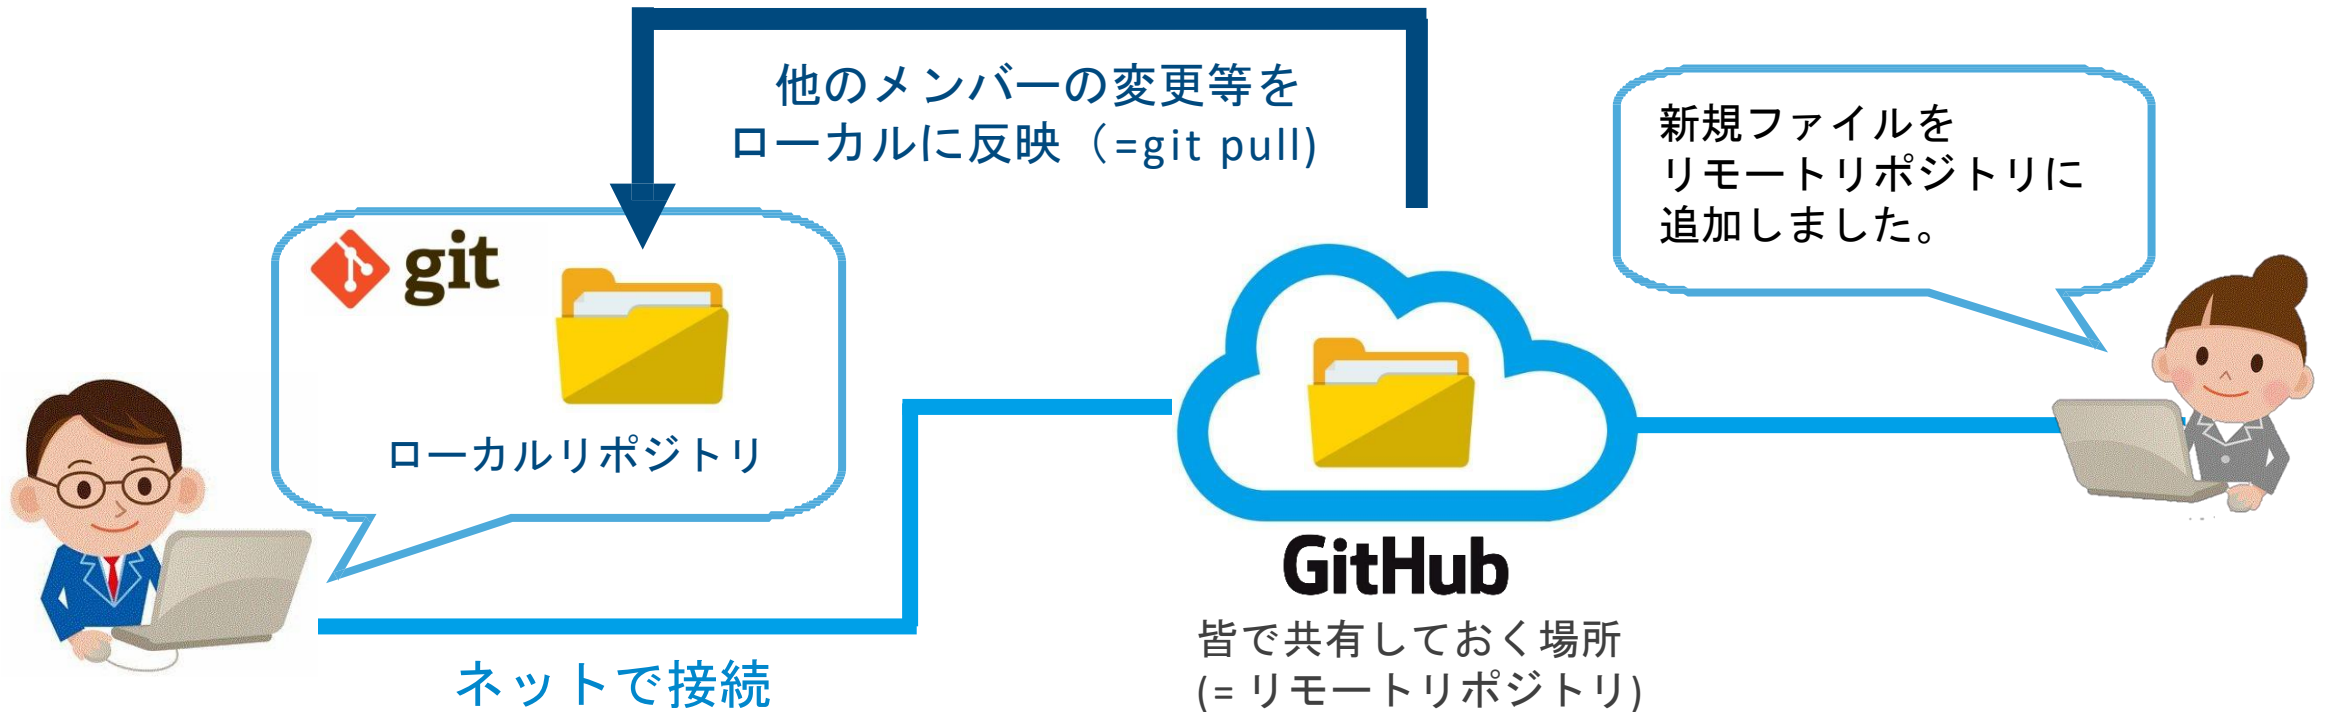 他のメンバーの変更等を
ローカルに反映（=git pull)
新規ファイルを
リモートリポジトリに
追加しました。
git
ローカルリポジトリ
GitHub
皆で共有しておく場所
(= リモートリポジトリ)
ネットで接続